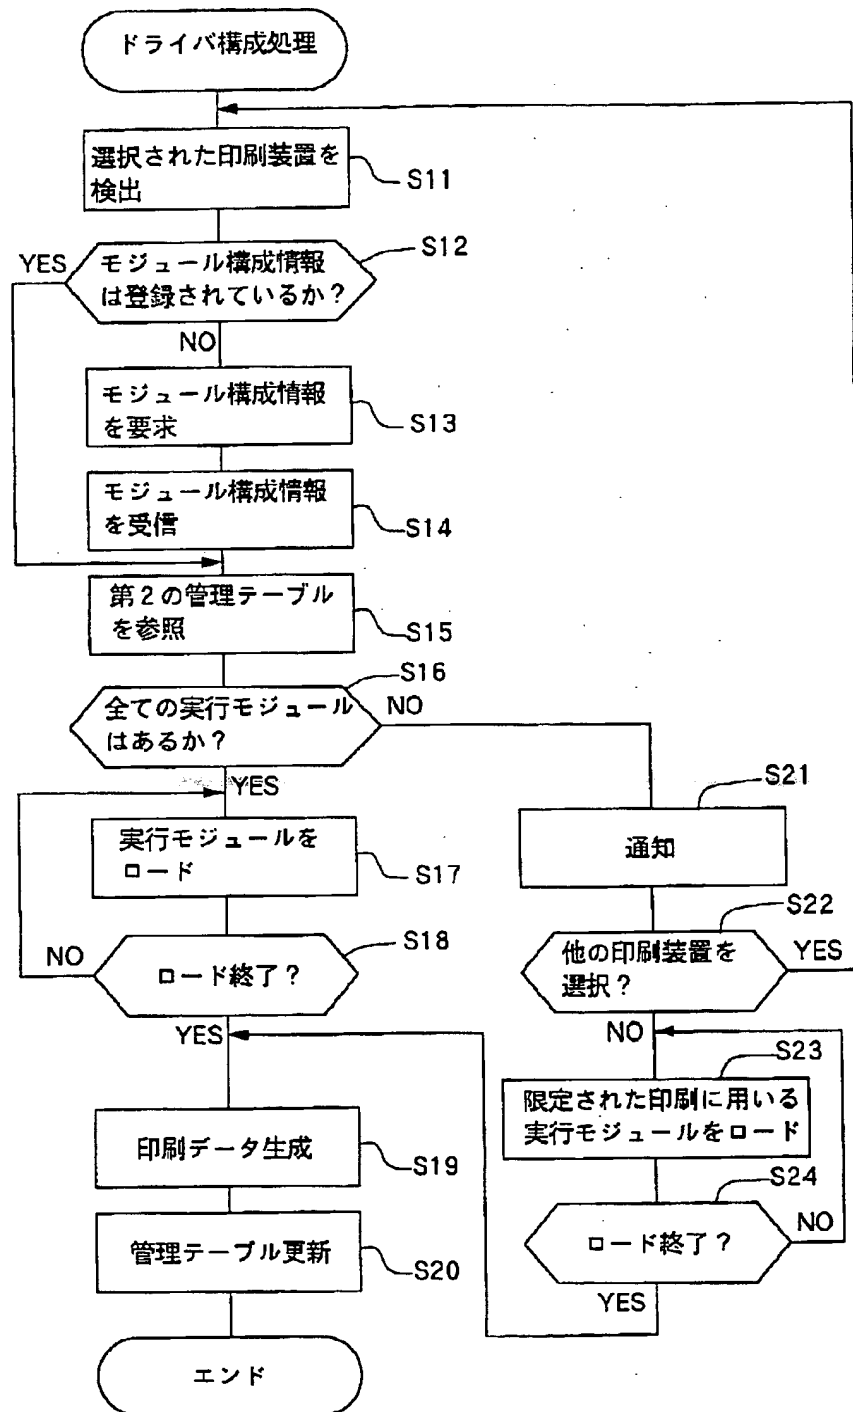 ドライバ構成処理
選択された印刷装置を
検出
S11
モジュール構成情報
は登録されているか?
S12
YES
NO
モジュール構成情報
を要求
S13
モジュール構成情報
を受信
S14
第2の管理テーブル
を参照
S15
全ての実行モジュール
はあるか?
S16
NO
YES
実行モジュールを
ロード
S17
ロード終了?
S18
NO
YES
印刷データ生成
S19
管理テーブル更新
S20
エンド
通知
S21
他の印刷装置を
選択?
S22
YES
NO
限定された印刷に用いる
実行モジュールをロード
S23
ロード終了?
S24
NO
YES